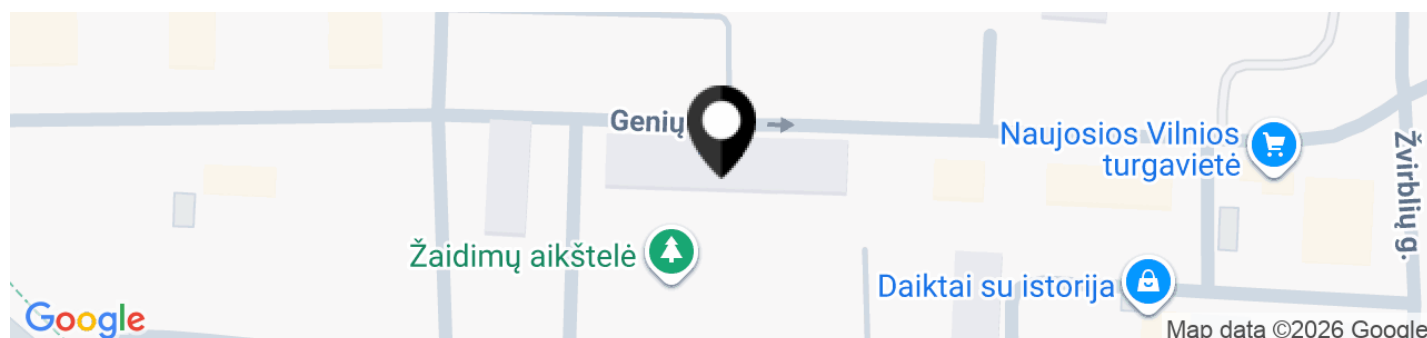 Genių
Naujosios Vilnios
turgavietė
Žvirblių g.
Žaidimų aikštelė
Daiktai su istorija
Google
Map data ©2026 Google